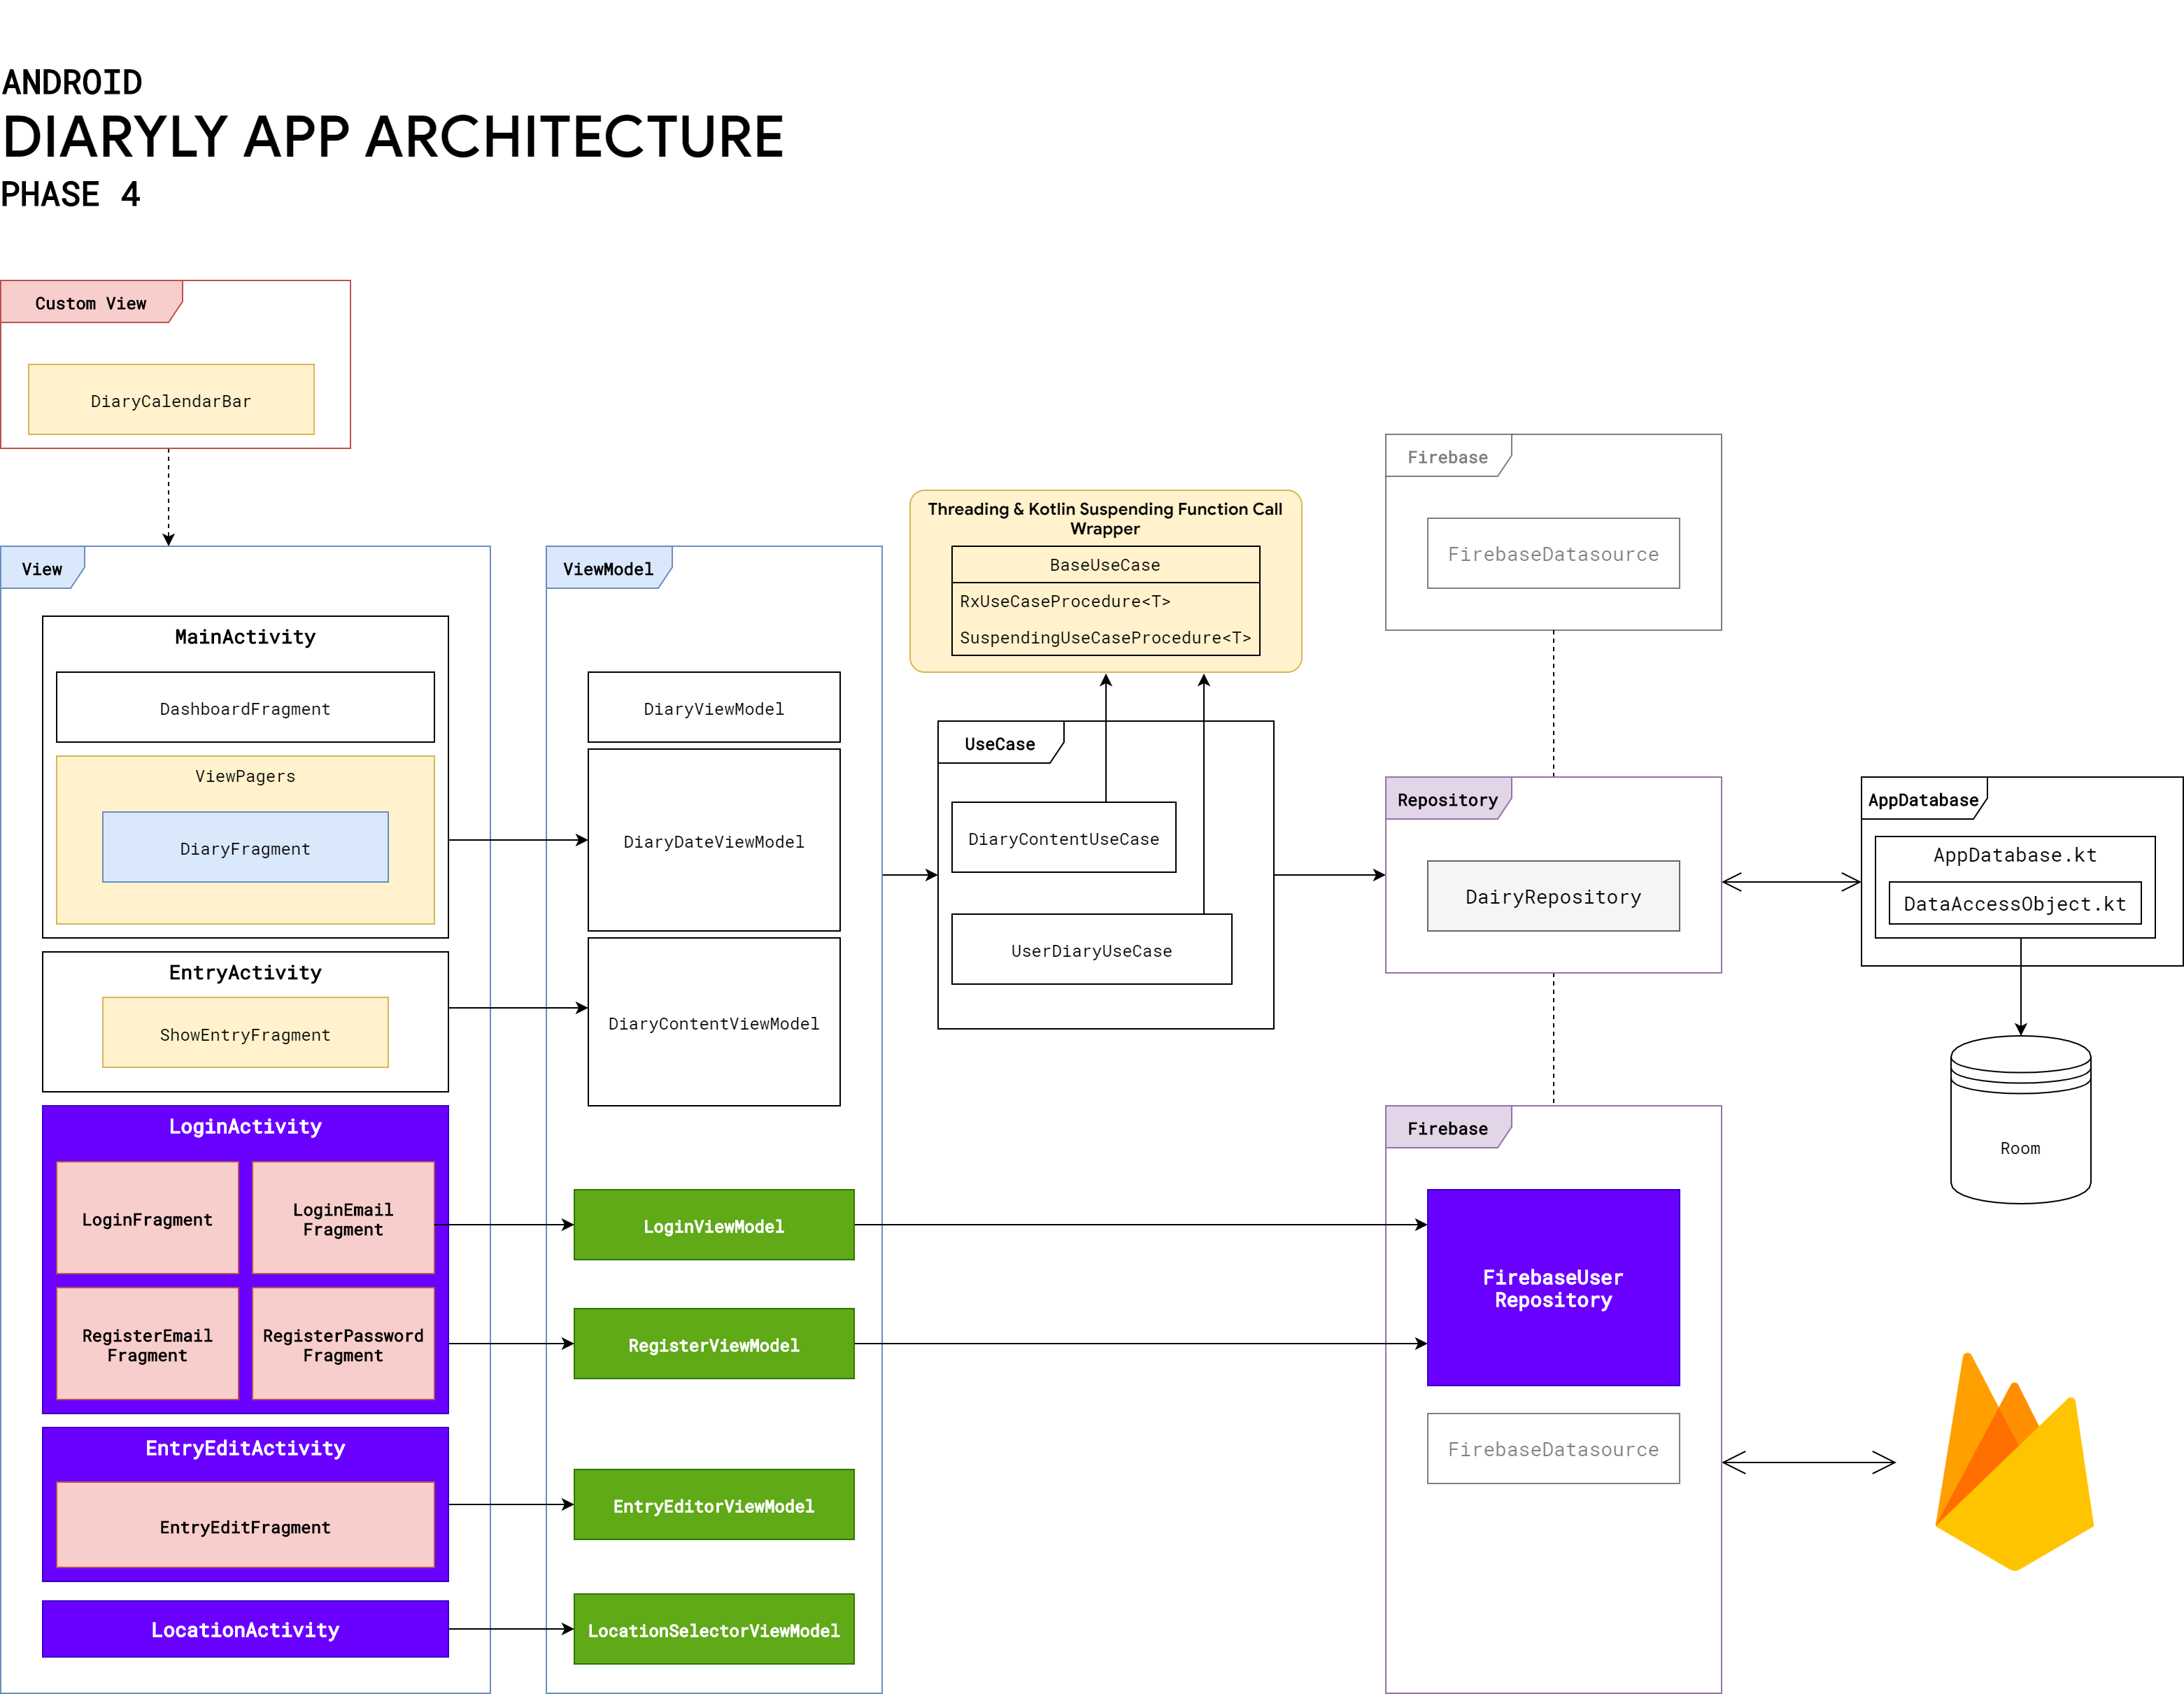 ANDROID
DIARYLY APP ARCHITECTURE
PHASE 4
Custom View
DiaryCalendarBar
View
MainActivity
DashboardFragment
ViewPagers
DiaryFragment
EntryActivity
ShowEntryFragment
LoginActivity
LoginFragment
LoginEmail
Fragment
RegisterEmail
Fragment
RegisterPassword
Fragment
EntryEditActivity
EntryEditFragment
LocationActivity
ViewModel
DiaryViewModel
DiaryDateViewModel
DiaryContentViewModel
LoginViewModel
RegisterViewModel
EntryEditorViewModel
LocationSelectorViewModel
Threading & Kotlin Suspending Function Call
Wrapper
BaseUseCase
RxUseCaseProcedure<T>
SuspendingUseCaseProcedure<T>
UseCase
DiaryContentUseCase
UserDiaryUseCase
Firebase
FirebaseDatasource
Repository
DairyRepository
Firebase
FirebaseUser
Repository
FirebaseDatasource
AppDatabase
AppDatabase.kt
DataAccessObject.kt
Room